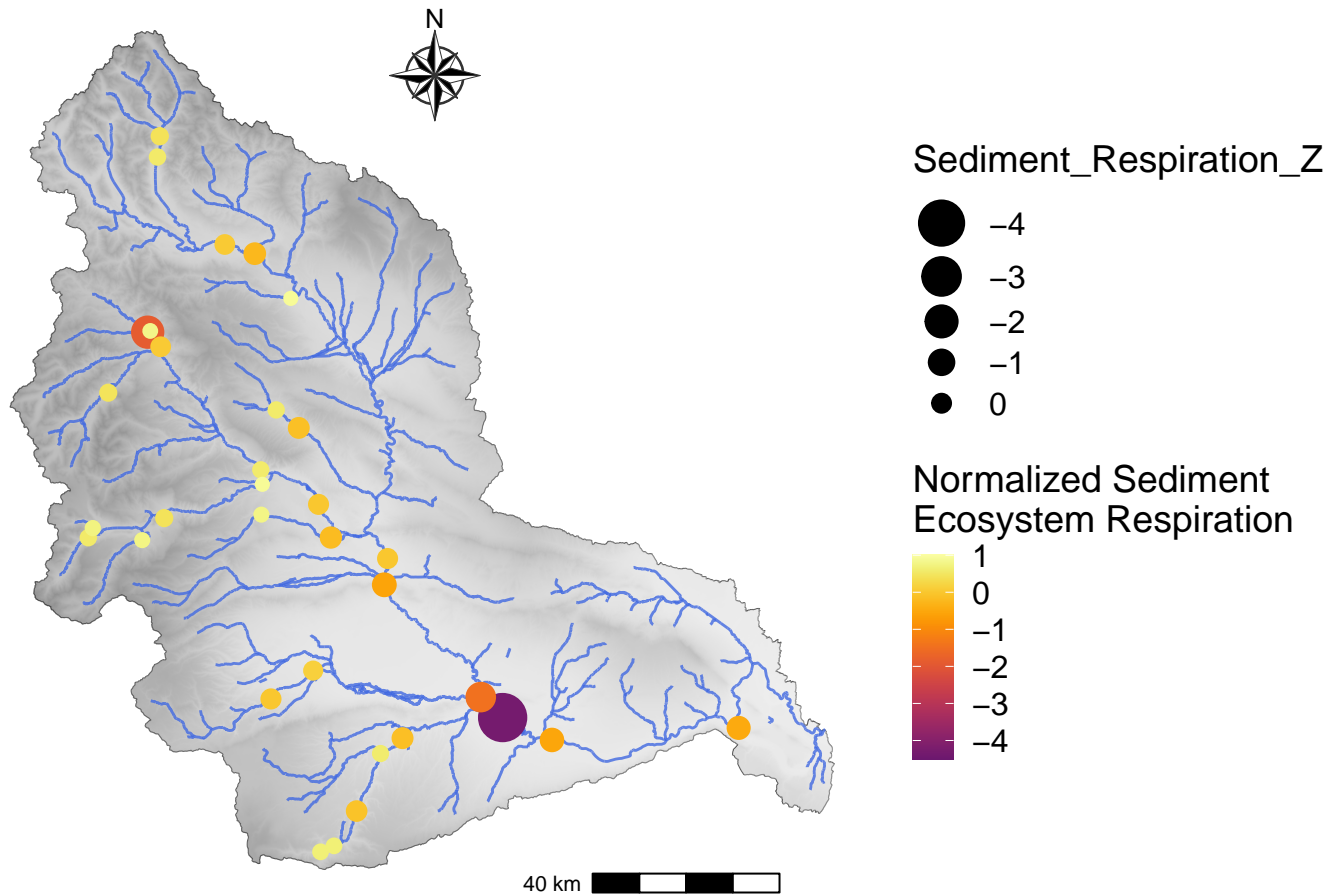 N
Sediment_Respiration_Z
−4
−3
−2
−1
0
Normalized Sediment
Ecosystem Respiration
1
0
−1
−2
−3
−4
40 km